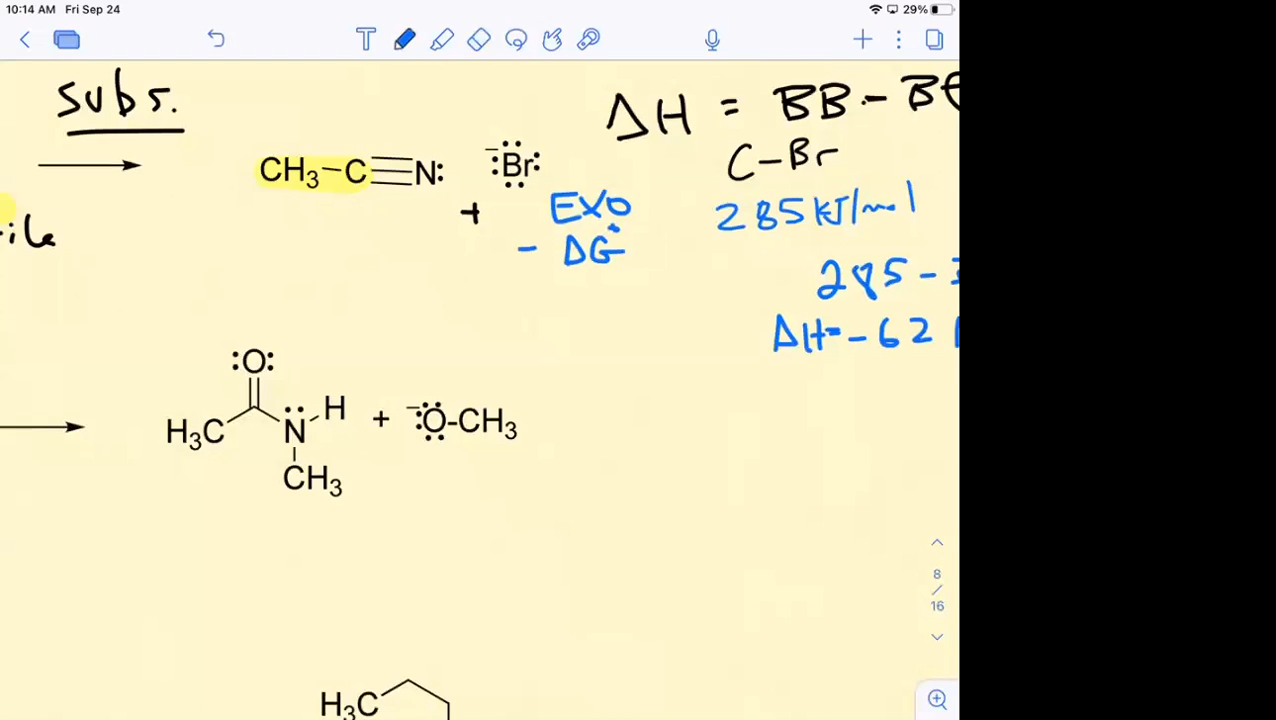 10:14 AM Fri Sep 24
29%
subs.
ΔH = BB - B
CH3-C≡N: + :Br:
C-Br
EXO
285 kJ/mol
- ΔG°
285 -
ΔH= -62
:O:
H3C N H + -:O-CH3
CH3
8
/
16
H3C